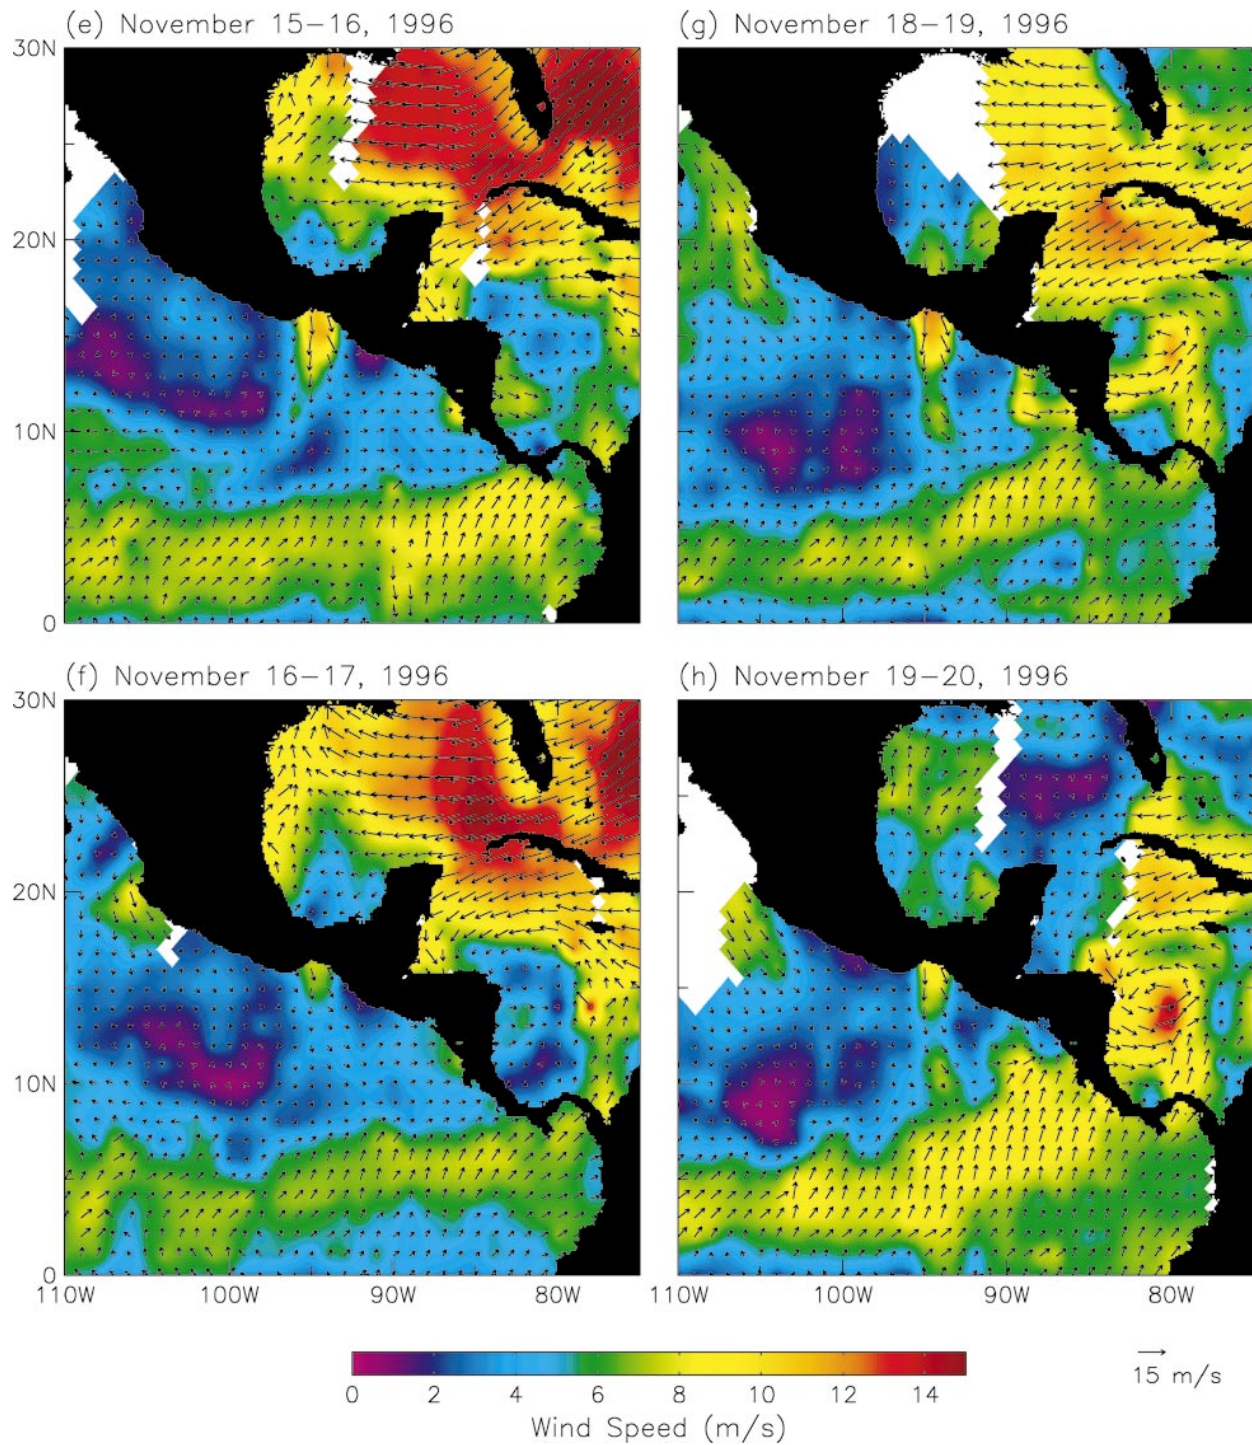 (e) November 15-16, 1996
(g) November 18-19, 1996
30N
20N
10N
0
(f) November 16-17, 1996
(h) November 19-20, 1996
30N
20N
10N
0
110W 100W 90W 80W 110W 100W 90W 80W
0 2 4 6 8 10 12 14
15 m/s
Wind Speed (m/s)